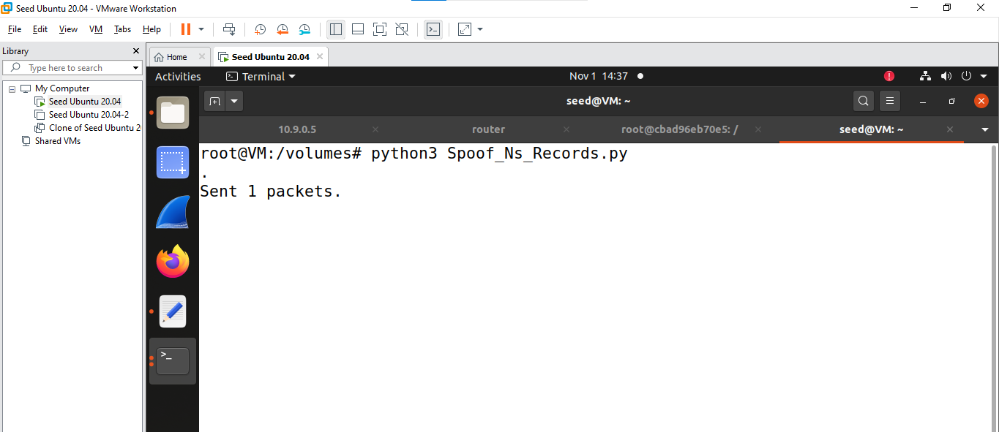 Seed Ubuntu 20.04 - VMware Workstation
File Edit View VM Tabs Help
Library
Type here to search
My Computer
Seed Ubuntu 20.04
Seed Ubuntu 20.04-2
Clone of Seed Ubuntu 20
Shared VMs
Home
Seed Ubuntu 20.04
Activities
Terminal
Nov 1 14:37
seed@VM: ~
10.9.0.5
router
root@cbad96eb70e5: /
seed@VM: ~
root@VM:/volumes# python3 Spoof_Ns_Records.py
.
Sent 1 packets.